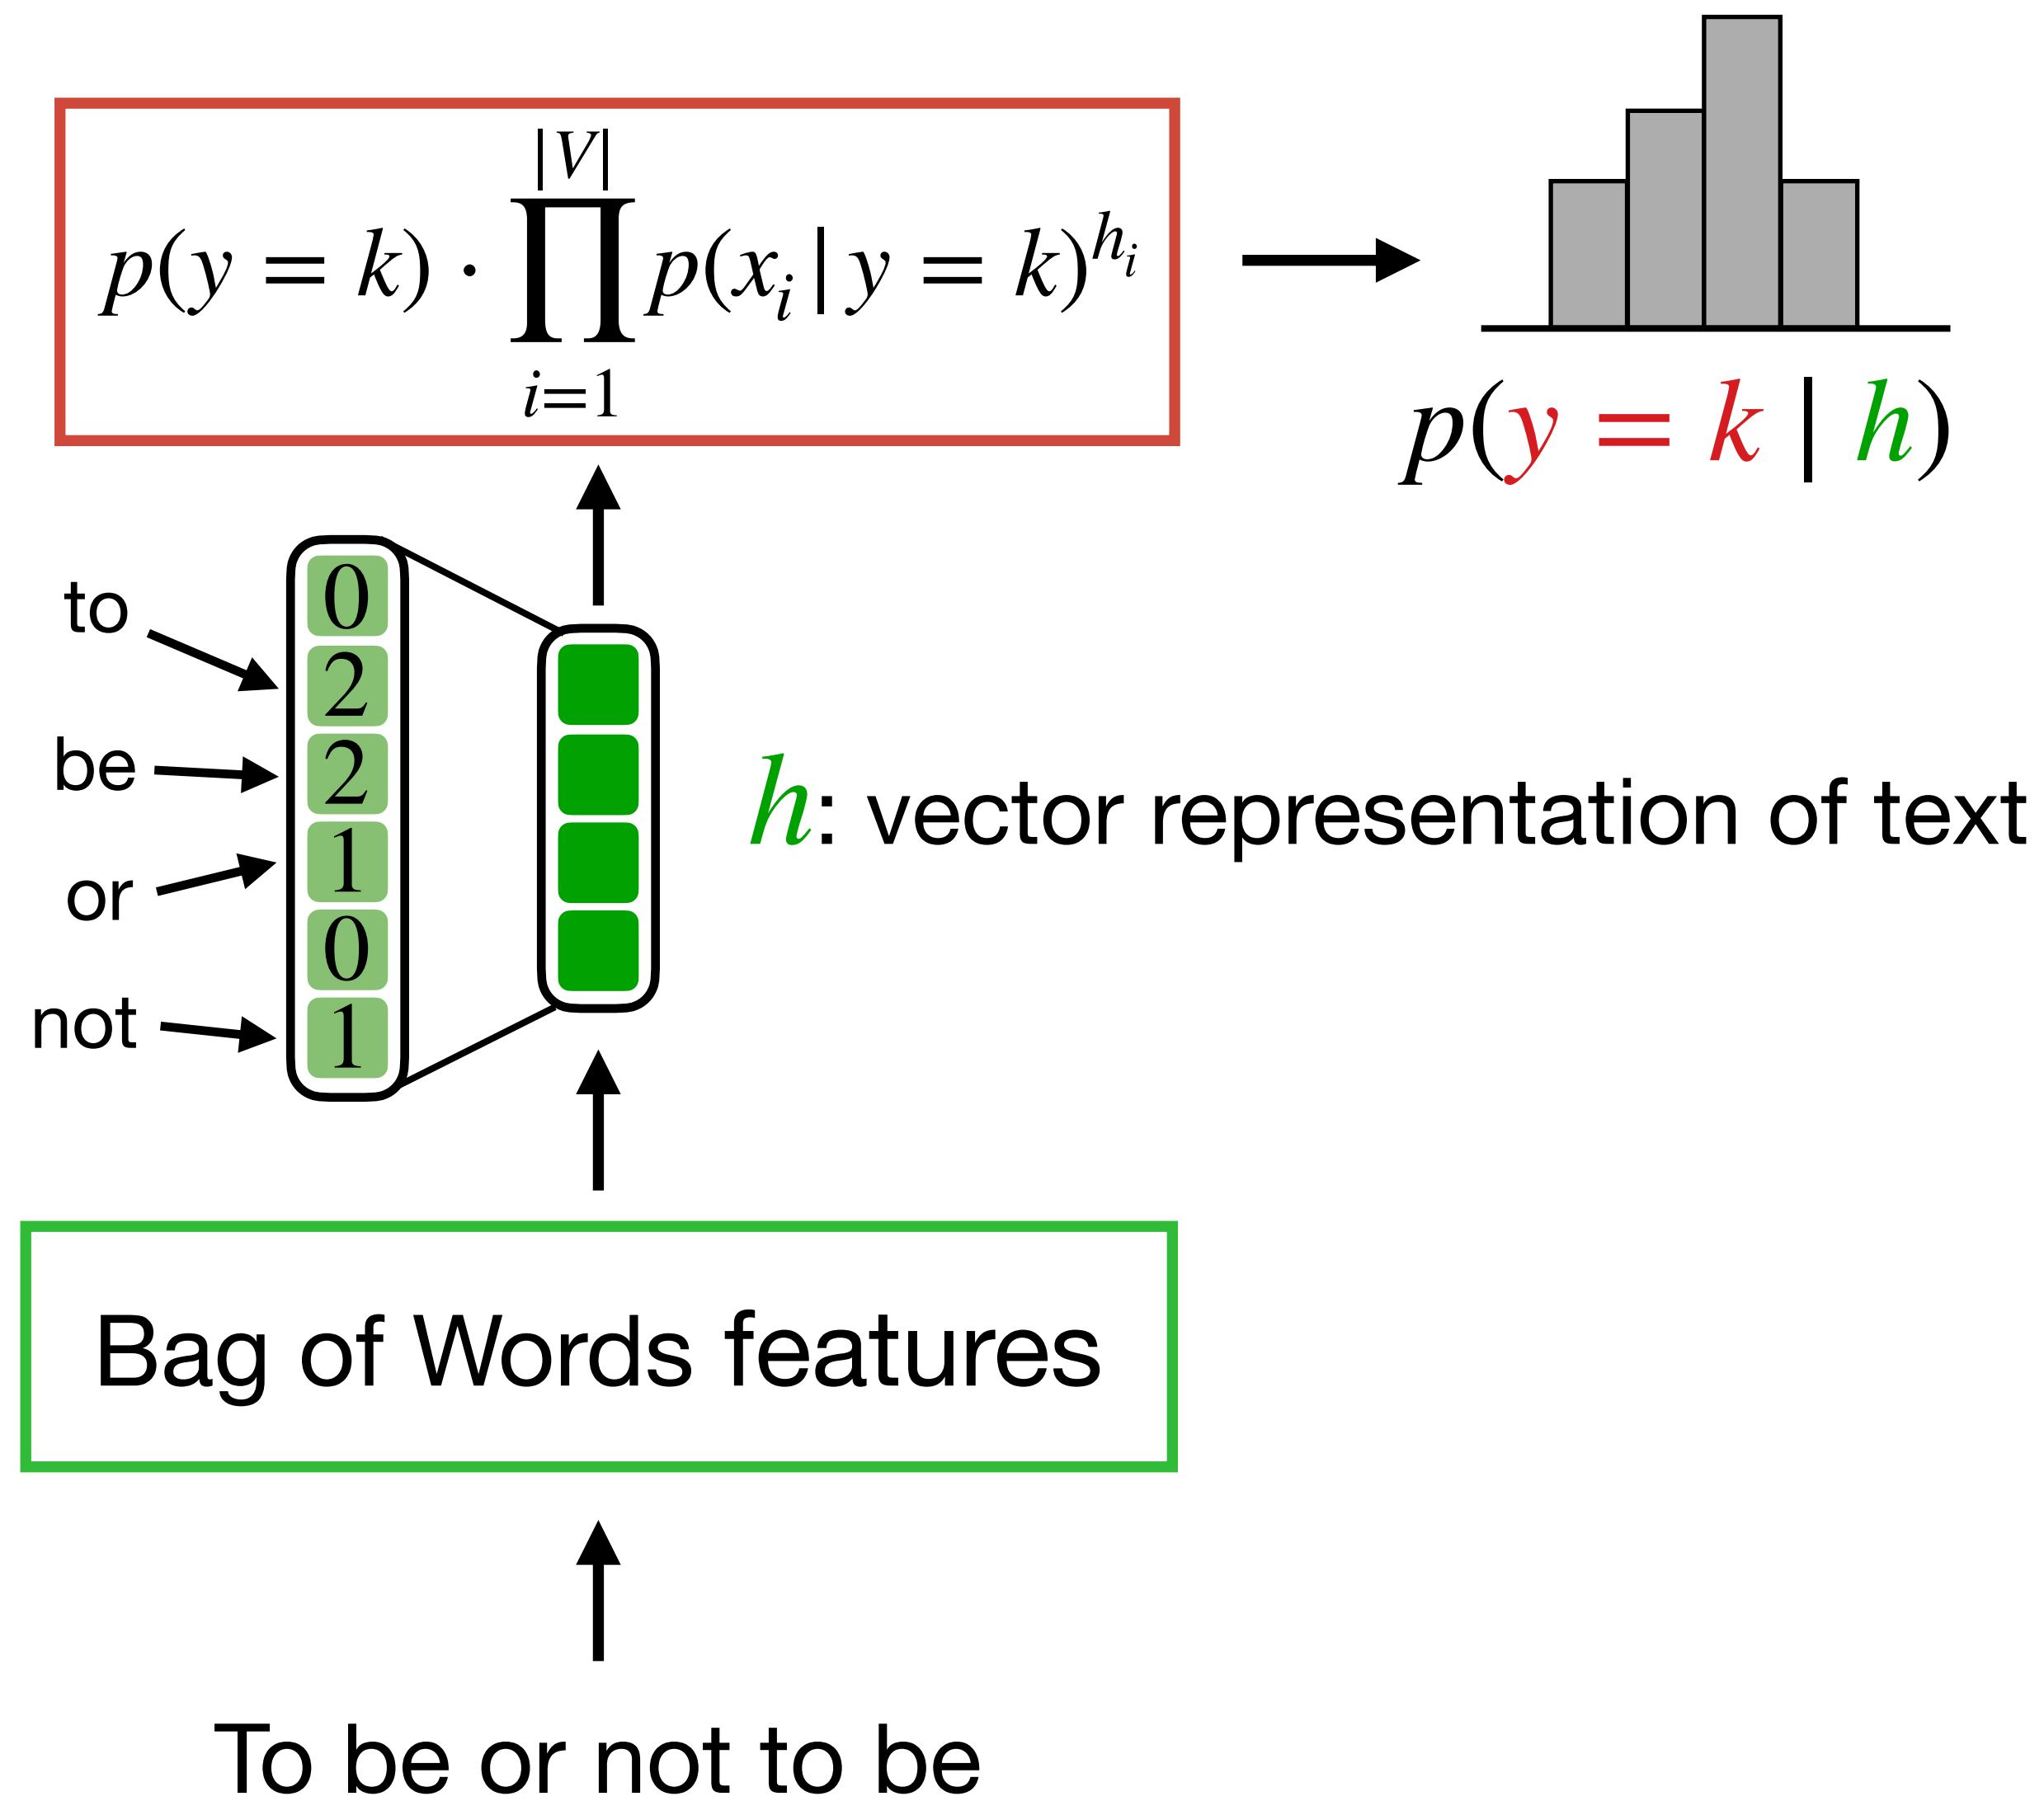 p(y = k) · ∏_{i=1}^{|V|} p(x_i | y = k)^{h_i}
p(y = k | h)
to
be
or
not
0
2
2
1
0
1
h: vector representation of text
Bag of Words features
To be or not to be